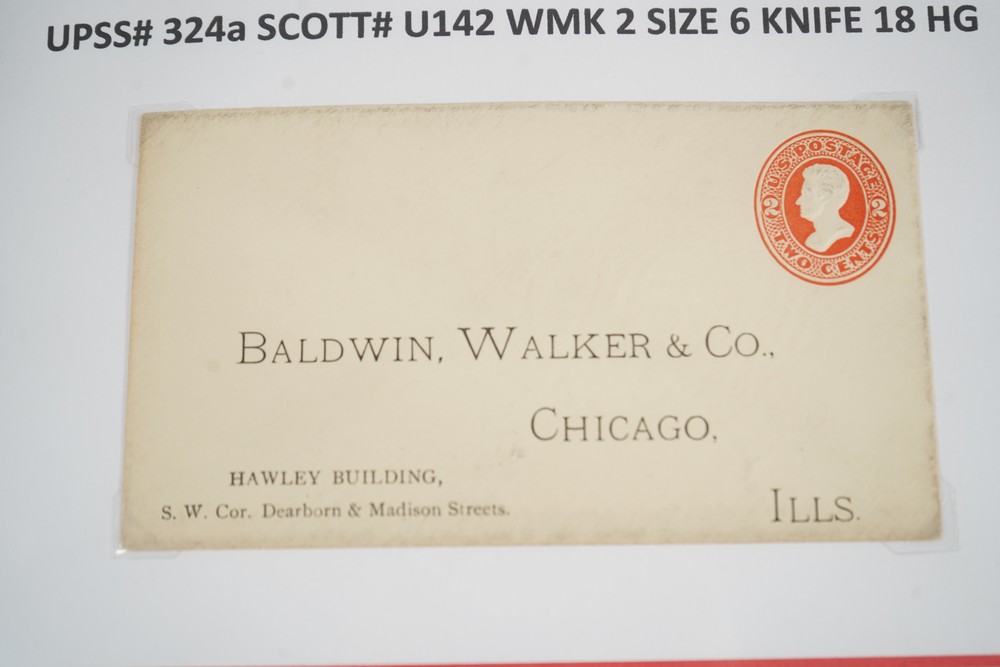 UPSS# 324a SCOTT# U142 WMK 2 SIZE 6 KNIFE 18 HG
U.S. POSTAGE
2 2
TWO CENTS
BALDWIN, WALKER & CO.,
CHICAGO,
HAWLEY BUILDING,
S. W. Cor. Dearborn & Madison Streets.
ILLS.